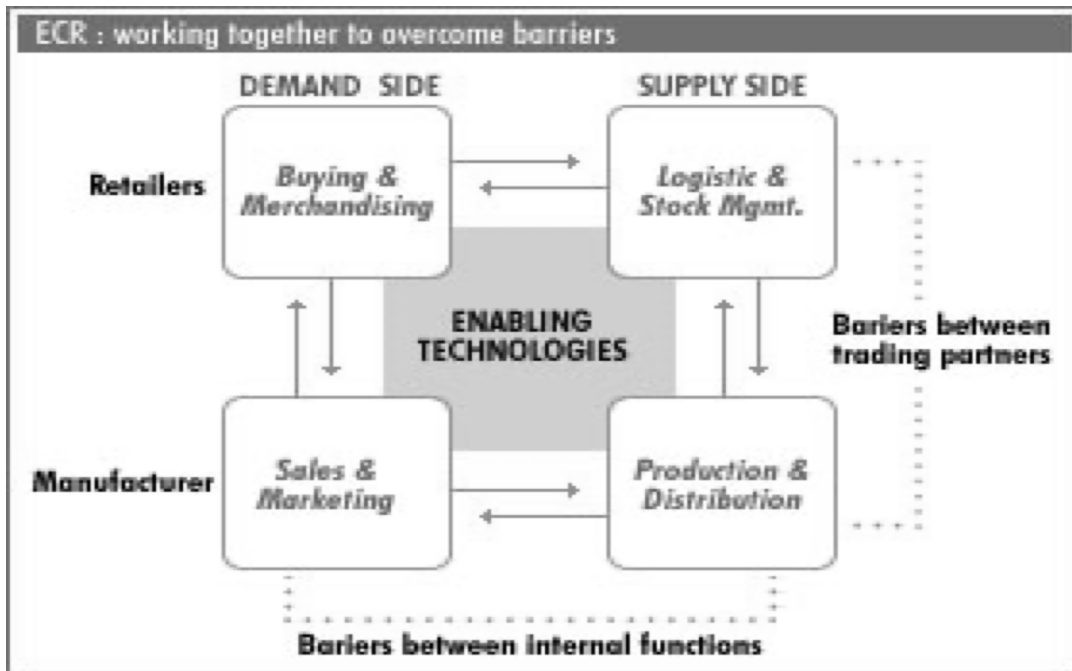 ECR : working together to overcome barriers
DEMAND SIDE
SUPPLY SIDE
Retailers
Buying &
Merchandising
Logistic &
Stock Mgmt.
ENABLING
TECHNOLOGIES
Bariers between
trading partners
Manufacturer
Sales &
Marketing
Production &
Distribution
Bariers between internal functions